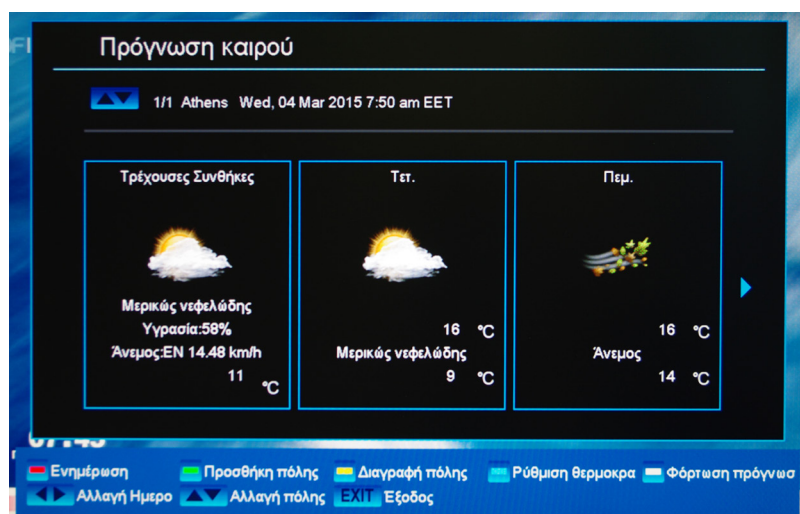 Πρόγνωση καιρού
1/1 Athens Wed, 04 Mar 2015 7:50 am EET
Τρέχουσες Συνθήκες
Μερικώς νεφελώδης
Υγρασία:58%
Άνεμος:EN 14.48 km/h
11 °C
Τετ.
16 °C
Μερικώς νεφελώδης
9 °C
Πεμ.
16 °C
Άνεμος
14 °C
Ενημέρωση Προσθήκη πόλης Διαγραφή πόλης Ρύθμιση θερμοκρα Φόρτωση πρόγνωσ
Αλλαγή Ημερο Αλλαγή πόλης EXIT Έξοδος